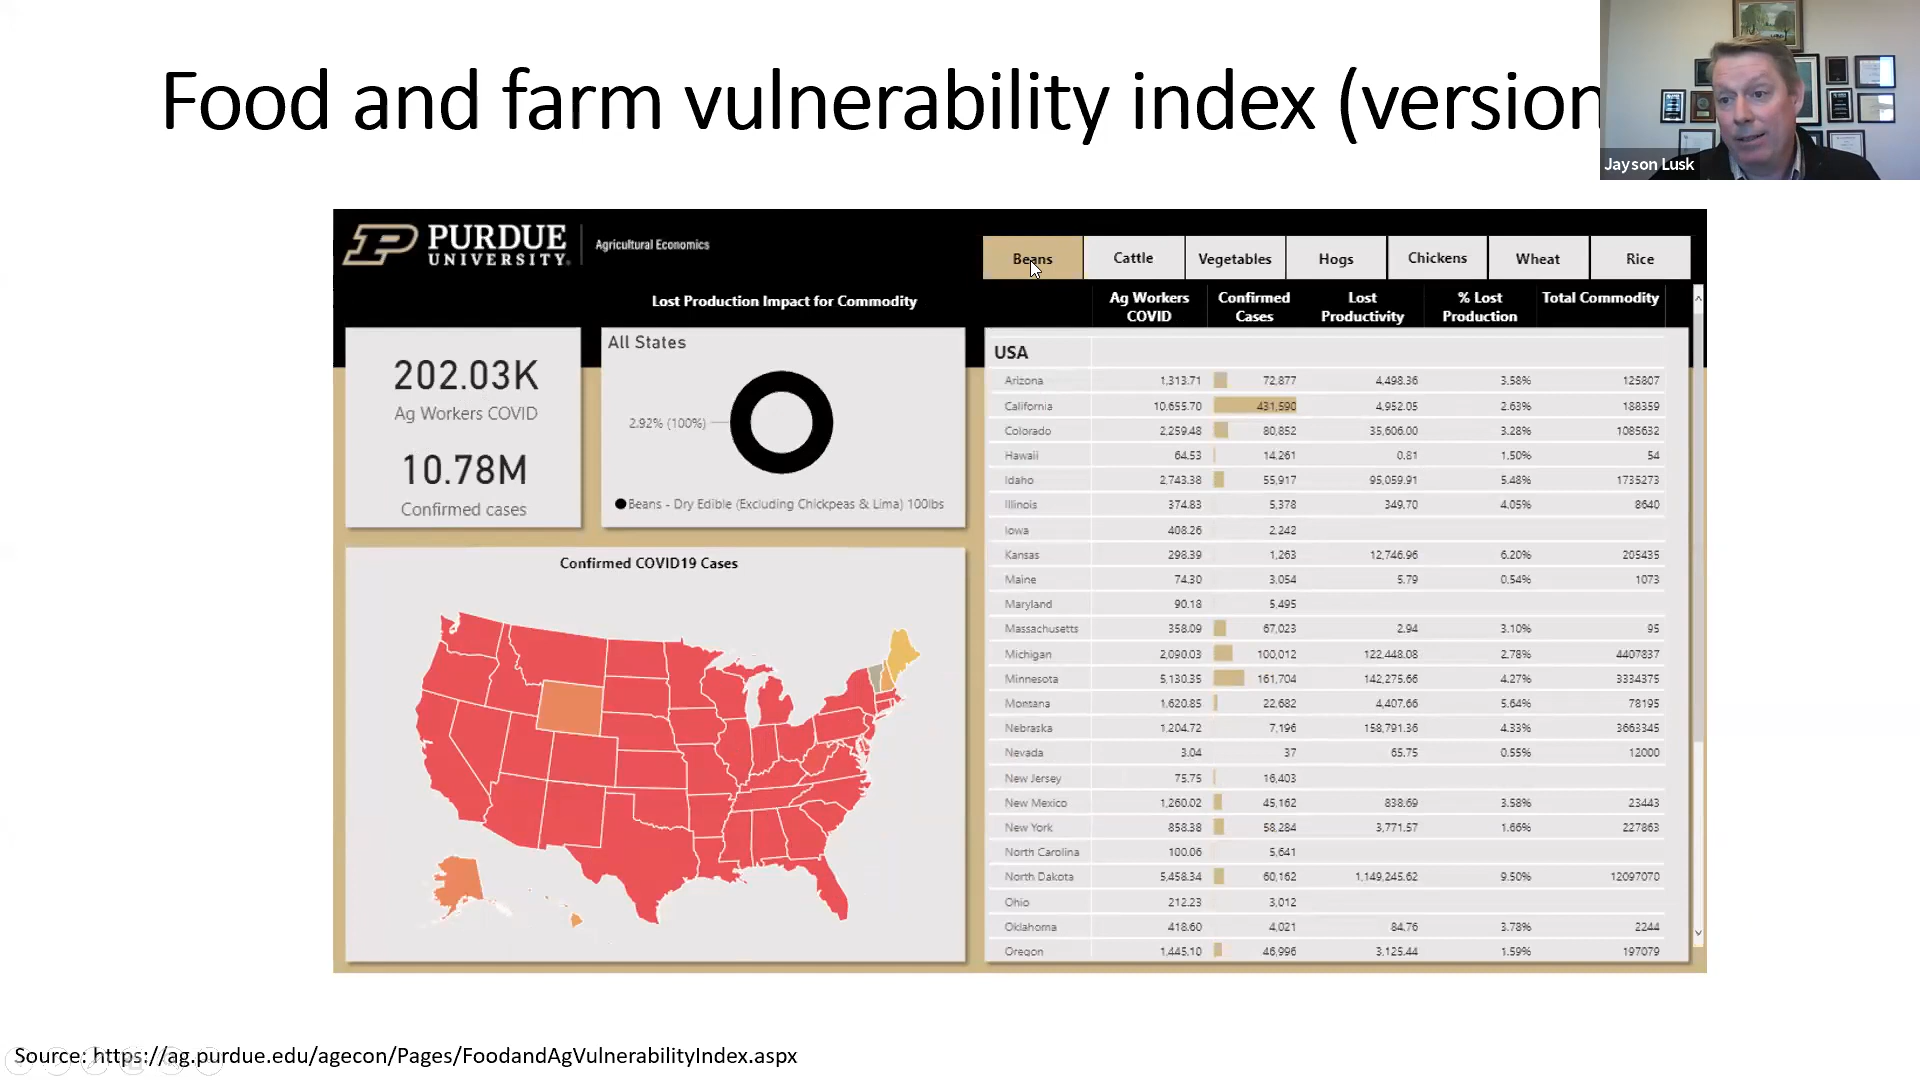 Food and farm vulnerability index (version
Jayson Lusk
PURDUE UNIVERSITY
Agricultural Economics
Beans Cattle Vegetables Hogs Chickens Wheat Rice
Lost Production Impact for Commodity
202.03K
Ag Workers COVID
10.78M
Confirmed cases
All States
2.92% (100%)
Beans - Dry Edible (Excluding Chickpeas & Lima) 100lbs
Confirmed COVID19 Cases
Ag Workers COVID Confirmed Cases Lost Productivity % Lost Production Total Commodity
USA
Arizona 1,313.71 72,877 4,498.36 3.58% 125807
California 10,655.70 431,590 4,952.05 2.63% 188359
Colorado 2,259.48 80,852 35,606.00 3.28% 1085632
Hawaii 64.53 14,261 0.81 1.50% 54
Idaho 2,743.38 55,917 95,059.91 5.48% 1735273
Illinois 374.83 5,378 349.70 4.05% 8640
Iowa 408.26 2,242
Kansas 298.39 1,263 12,746.96 6.20% 205435
Maine 74.30 3,054 5.79 0.54% 1073
Maryland 90.18 5,495
Massachusetts 358.09 67,023 2.94 3.10% 95
Michigan 2,090.03 100,012 122,448.08 2.78% 4407837
Minnesota 5,130.35 161,704 142,275.66 4.27% 3334375
Montana 1,620.85 22,682 4,407.66 5.64% 78195
Nebraska 1,204.72 7,196 158,791.36 4.33% 3663345
Nevada 3.04 37 65.75 0.55% 12000
New Jersey 75.75 16,403
New Mexico 1,260.02 45,162 838.69 3.58% 23443
New York 858.38 58,284 3,771.57 1.66% 227863
North Carolina 100.06 5,641
North Dakota 5,458.34 60,162 1,149,245.62 9.50% 12097070
Ohio 212.23 3,012
Oklahoma 418.60 4,021 84.76 3.78% 2244
Oregon 1,445.10 46,996 3,125.44 1.59% 197079
Source: https://ag.purdue.edu/agecon/Pages/FoodandAgVulnerabilityIndex.aspx